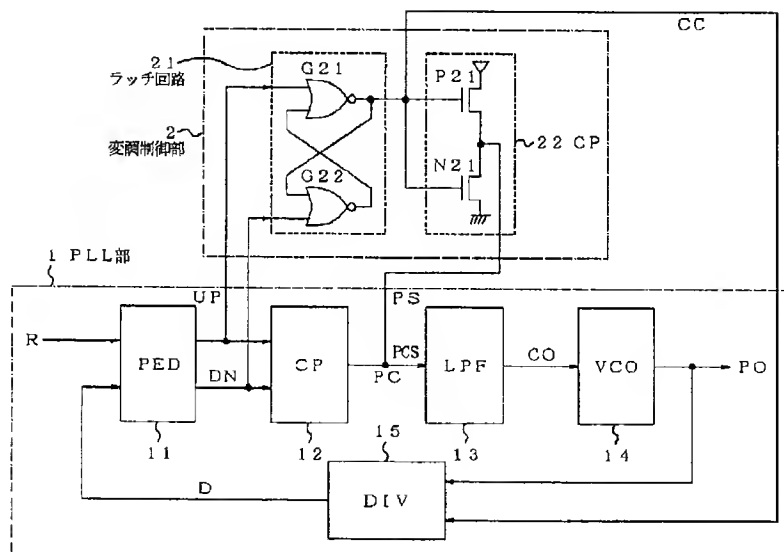 CC
21
ラッチ回路
G21
P21
2
変調制御部
22 CP
G22
N21
1 PLL部
UP
PS
R
PED
CP
PCS
LPF
CO
VCO
PO
DN
PC
11
12
13
14
15
D
DIV